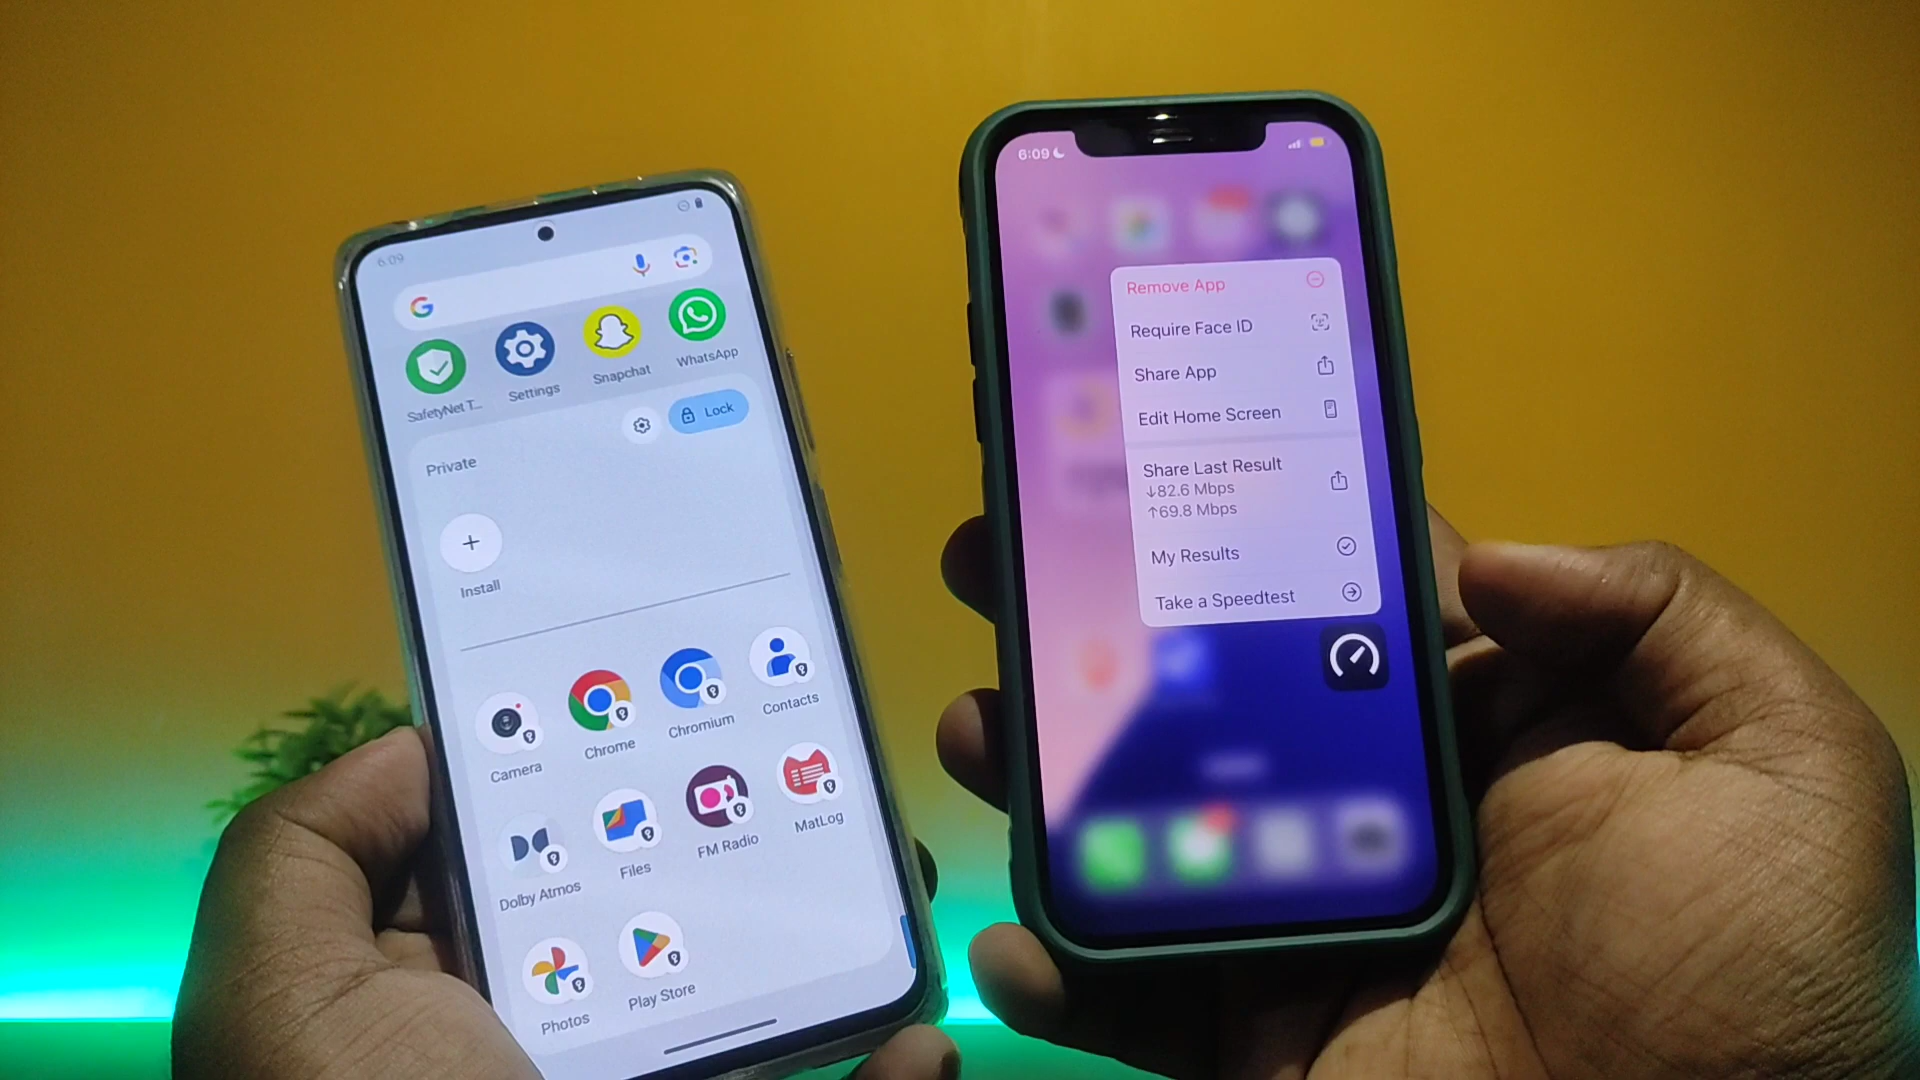 6:09
SafetyNet T...
Settings
Snapchat
WhatsApp
Lock
Private
Install
Camera
Chrome
Chromium
Contacts
Dolby Atmos
Files
FM Radio
MatLog
Photos
Play Store
6:09
Remove App
Require Face ID
Share App
Edit Home Screen
Share Last Result
↓82.6 Mbps
↑69.8 Mbps
My Results
Take a Speedtest